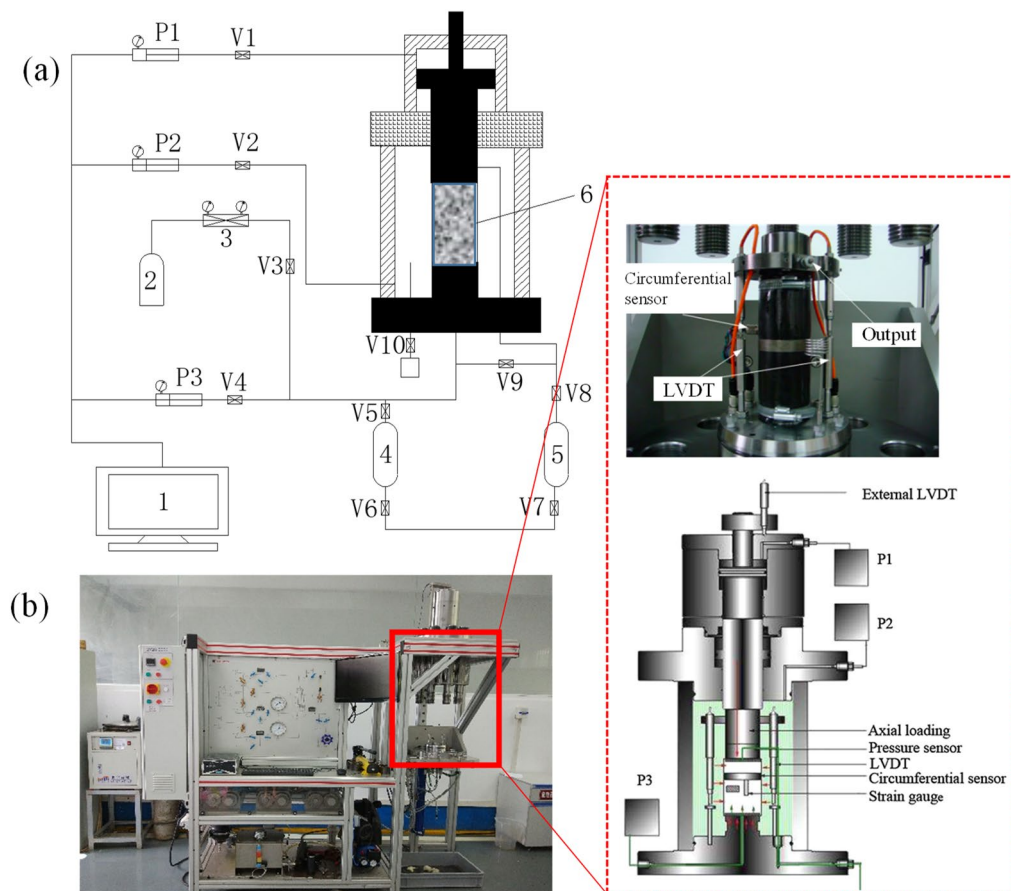 (a)
P1
V1
P2
V2
3
2
V3
6
V10
V9
P3
V4
V5
V8
4
5
1
V6
V7
Circumferential
sensor
Output
LVDT
External LVDT
P1
P2
Axial loading
Pressure sensor
LVDT
Circumferential sensor
Strain gauge
P3
(b)